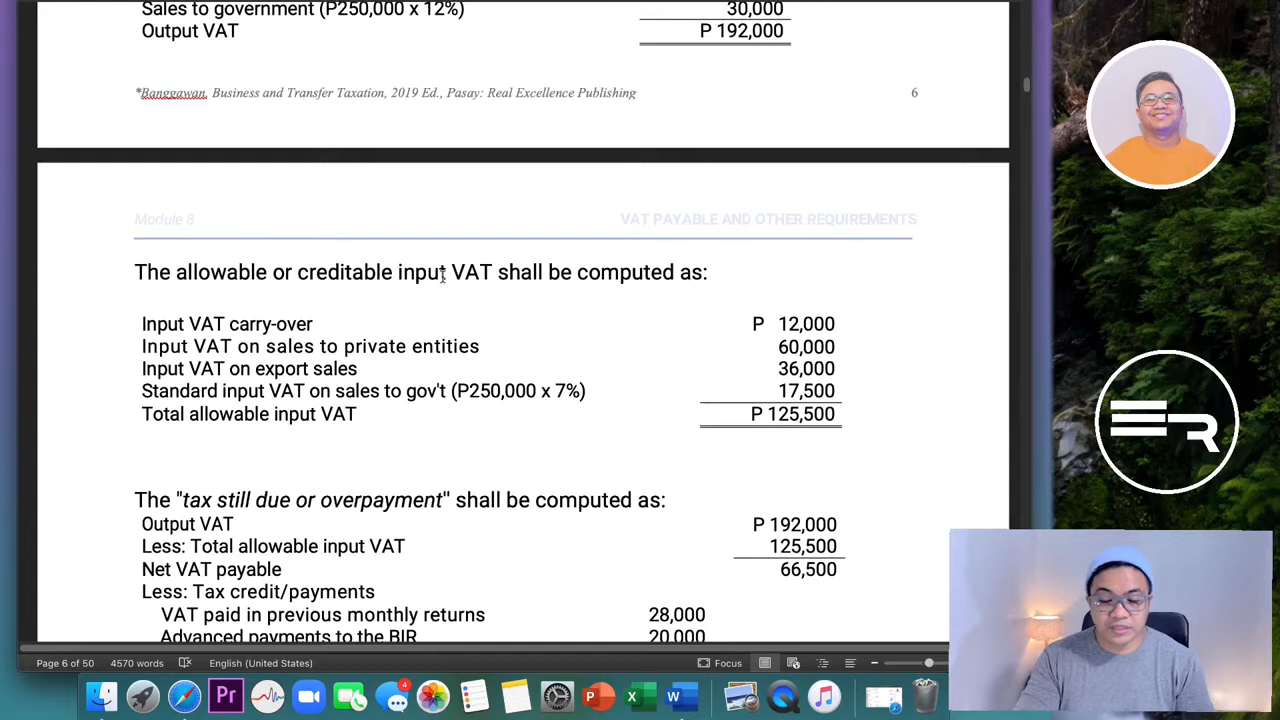 Sales to government (P250,000 x 12%) 30,000
Output VAT P 192,000
*Banggawan, Business and Transfer Taxation, 2019 Ed., Pasay: Real Excellence Publishing 6
Module 8 VAT PAYABLE AND OTHER REQUIREMENTS
The allowable or creditable input VAT shall be computed as:
Input VAT carry-over P 12,000
Input VAT on sales to private entities 60,000
Input VAT on export sales 36,000
Standard input VAT on sales to gov't (P250,000 x 7%) 17,500
Total allowable input VAT P 125,500
The "tax still due or overpayment" shall be computed as:
Output VAT P 192,000
Less: Total allowable input VAT 125,500
Net VAT payable 66,500
Less: Tax credit/payments
VAT paid in previous monthly returns 28,000
Advanced payments to the BIR 20,000
Page 6 of 50 4570 words English (United States) Focus
Pr 4 P X W
ER